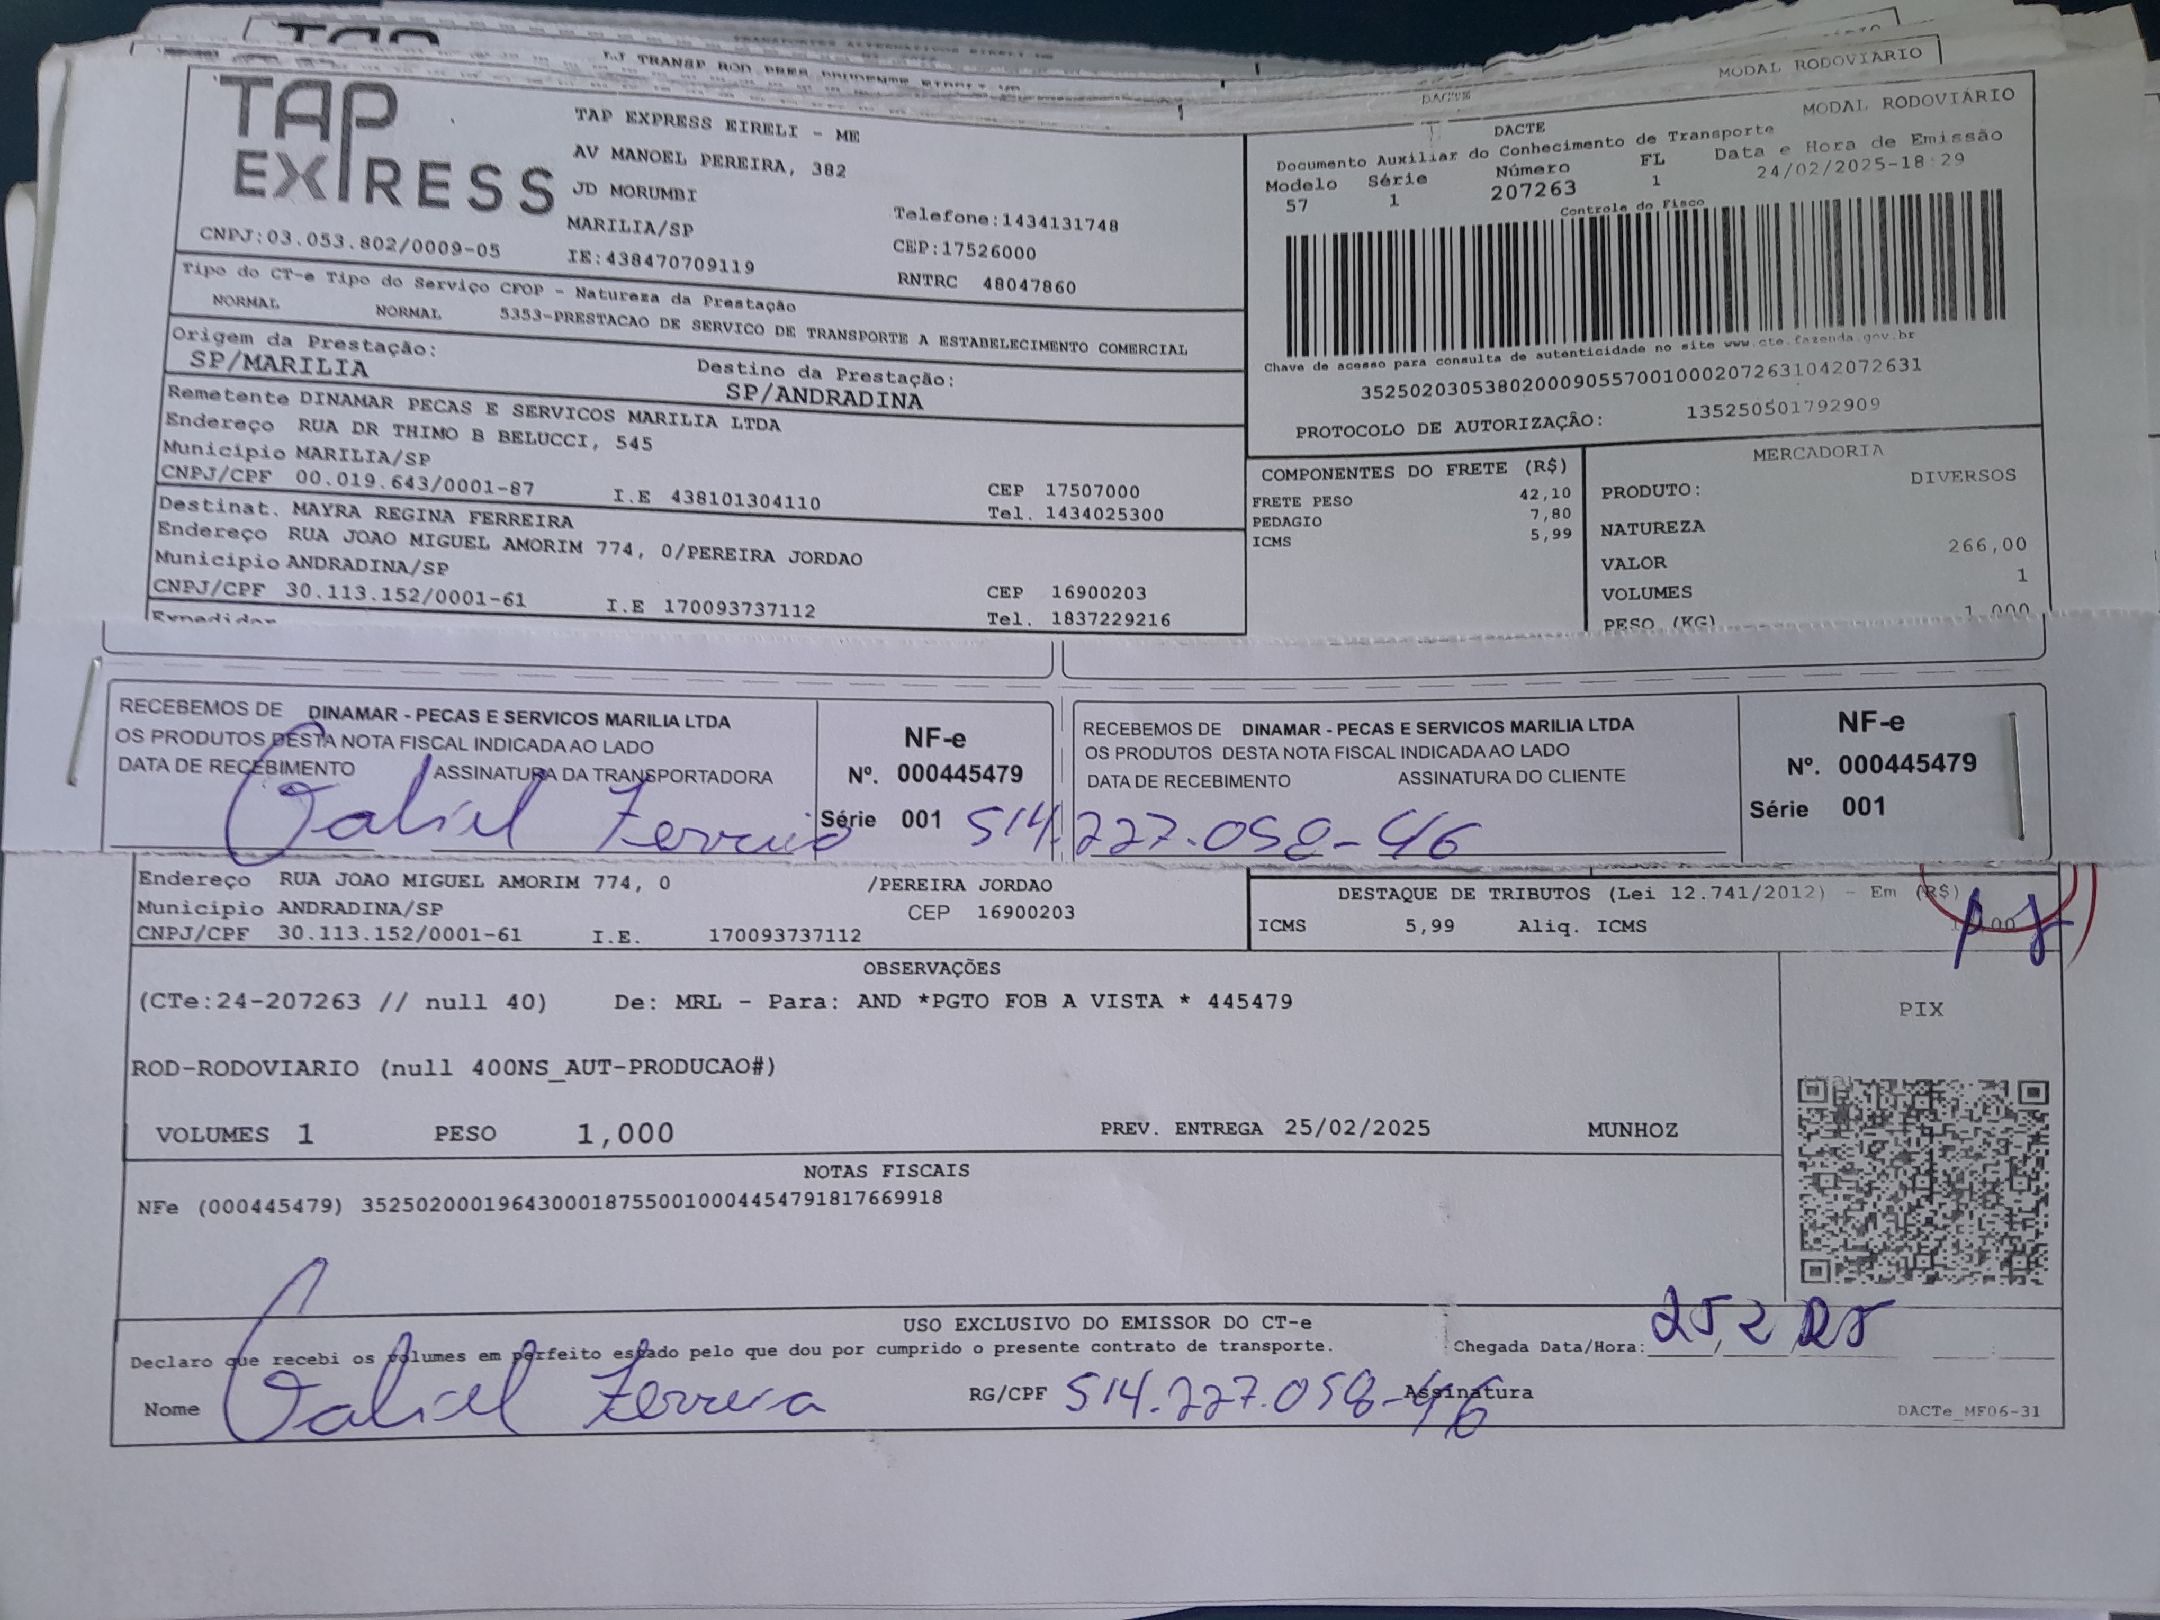 MODAL RODOVIÁRIO
TAP EXPRESS
TAP EXPRESS EIRELI - ME
AV MANOEL PEREIRA, 382
JD MORUMBI
MARILIA/SP
Telefone:1434131748
CNPJ:03.053.802/0009-05
IE:438470709119
CEP:17526000
RNTRC 48047860
MODAL RODOVIÁRIO
DACTE
Documento Auxiliar do Conhecimento de Transporte
Modelo Série Número FL Data e Hora de Emissão
57 1 207263 1 24/02/2025-18:29
Controle do Fisco
Chave de acesso para consulta de autenticidade no site www.cte.fazenda.gov.br
35250203053802000905570010002072631042072631
PROTOCOLO DE AUTORIZAÇÃO: 135250501792909
Tipo do CT-e Tipo do Serviço CFOP - Natureza da Prestação
NORMAL NORMAL 5353-PRESTACAO DE SERVICO DE TRANSPORTE A ESTABELECIMENTO COMERCIAL
Origem da Prestação: Destino da Prestação:
SP/MARILIA SP/ANDRADINA
Remetente DINAMAR PECAS E SERVICOS MARILIA LTDA
Endereço RUA DR THIMO B BELUCCI, 545
Municipio MARILIA/SP CEP 17507000
CNPJ/CPF 00.019.643/0001-87 I.E 438101304110 Tel. 1434025300
Destinat. MAYRA REGINA FERREIRA
Endereço RUA JOAO MIGUEL AMORIM 774, 0/PEREIRA JORDAO
Municipio ANDRADINA/SP CEP 16900203
CNPJ/CPF 30.113.152/0001-61 I.E 170093737112 Tel. 1837229216
Expedidor
COMPONENTES DO FRETE (R$)
FRETE PESO 42,10
PEDAGIO 7,80
ICMS 5,99
MERCADORIA
PRODUTO: DIVERSOS
NATUREZA
VALOR 266,00
VOLUMES 1
PESO (KG) 1,000
RECEBEMOS DE DINAMAR - PECAS E SERVICOS MARILIA LTDA
OS PRODUTOS DESTA NOTA FISCAL INDICADA AO LADO
DATA DE RECEBIMENTO ASSINATURA DA TRANSPORTADORA
NF-e
Nº. 000445479
Série 001
RECEBEMOS DE DINAMAR - PECAS E SERVICOS MARILIA LTDA
OS PRODUTOS DESTA NOTA FISCAL INDICADA AO LADO
DATA DE RECEBIMENTO ASSINATURA DO CLIENTE
NF-e
Nº. 000445479
Série 001
Gabriel Ferreira 514.227.058-46
Endereço RUA JOAO MIGUEL AMORIM 774, 0 /PEREIRA JORDAO
Municipio ANDRADINA/SP CEP 16900203
CNPJ/CPF 30.113.152/0001-61 I.E. 170093737112
DESTAQUE DE TRIBUTOS (Lei 12.741/2012) - Em (R$)
ICMS 5,99 Aliq. ICMS
OBSERVAÇÕES
(CTe:24-207263 // null 40) De: MRL - Para: AND *PGTO FOB A VISTA * 445479
ROD-RODOVIARIO (null 400NS_AUT-PRODUCAO#)
VOLUMES 1 PESO 1,000 PREV. ENTREGA 25/02/2025 MUNHOZ
PIX
NOTAS FISCAIS
NFe (000445479) 35250200019643000187550010004454791817669918
USO EXCLUSIVO DO EMISSOR DO CT-e
Declaro que recebi os volumes em perfeito estado pelo que dou por cumprido o presente contrato de transporte.
Chegada Data/Hora: 25 2
Nome Gabriel Ferreira RG/CPF 514.227.058-46 Assinatura
DACTe_MF06-31